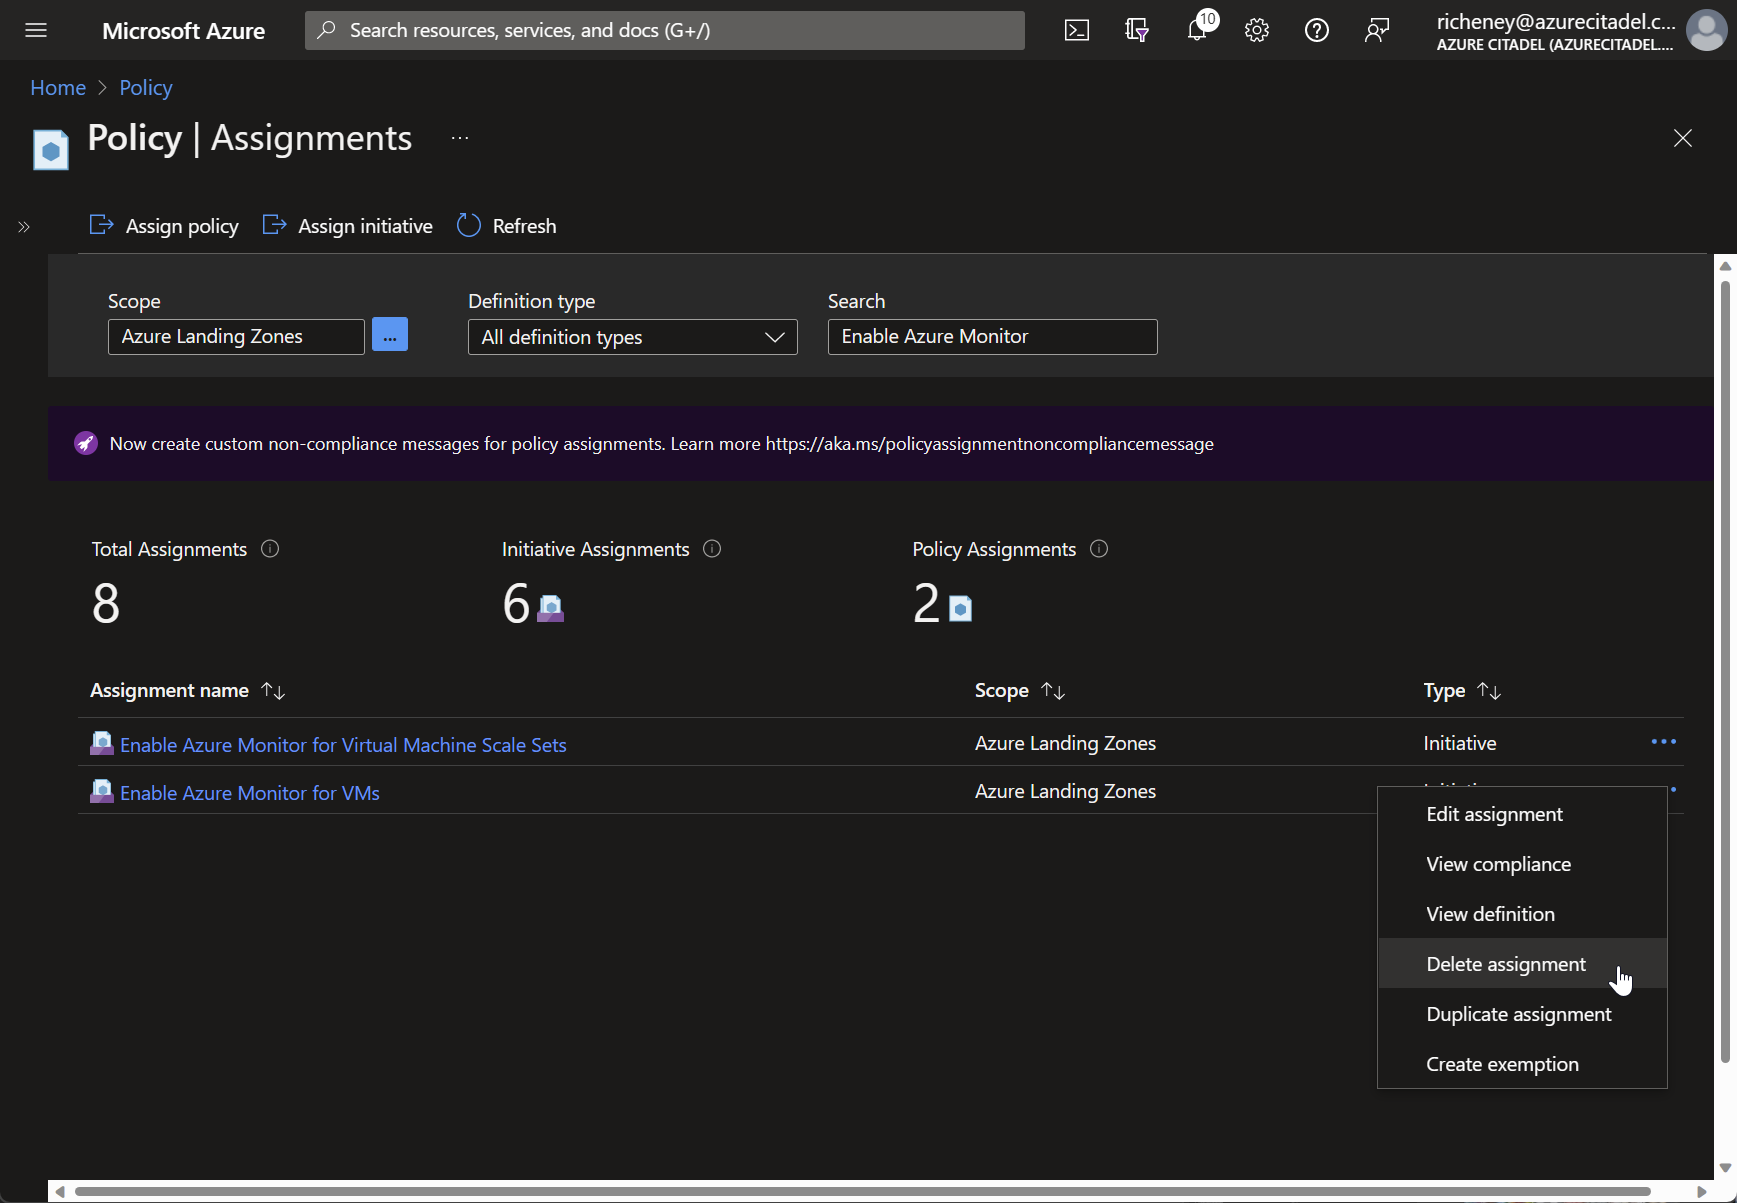 Microsoft Azure
Search resources, services, and docs (G+/)
10
richeney@azurecitadel.c...
AZURE CITADEL (AZURECITADEL....
Home > Policy
Policy | Assignments ...
Assign policy
Assign initiative
Refresh
Scope
Definition type
Search
Azure Landing Zones
...
All definition types
Enable Azure Monitor
Now create custom non-compliance messages for policy assignments. Learn more https://aka.ms/policyassignmentnoncompliancemessage
Total Assignments
Initiative Assignments
Policy Assignments
8
6
2
Assignment name
Scope
Type
Enable Azure Monitor for Virtual Machine Scale Sets
Azure Landing Zones
Initiative
Enable Azure Monitor for VMs
Azure Landing Zones
Edit assignment
View compliance
View definition
Delete assignment
Duplicate assignment
Create exemption